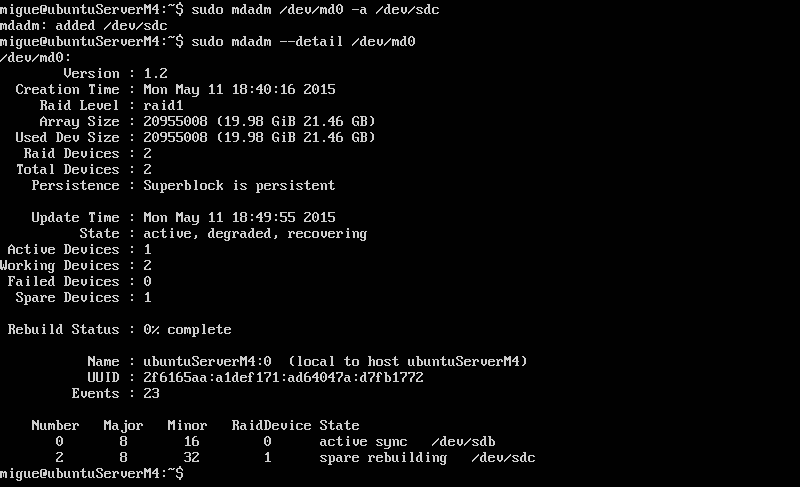 migue@ubuntuServerM4:~$ sudo mdadm /dev/md0 -a /dev/sdc
mdadm: added /dev/sdc
migue@ubuntuServerM4:~$ sudo mdadm --detail /dev/md0
/dev/md0:
        Version : 1.2
  Creation Time : Mon May 11 18:40:16 2015
     Raid Level : raid1
     Array Size : 20955008 (19.98 GiB 21.46 GB)
  Used Dev Size : 20955008 (19.98 GiB 21.46 GB)
   Raid Devices : 2
  Total Devices : 2
    Persistence : Superblock is persistent

    Update Time : Mon May 11 18:49:55 2015
          State : active, degraded, recovering
 Active Devices : 1
Working Devices : 2
 Failed Devices : 0
  Spare Devices : 1

 Rebuild Status : 0% complete

           Name : ubuntuServerM4:0  (local to host ubuntuServerM4)
           UUID : 2f6165aa:a1def171:ad64047a:d7fb1772
         Events : 23

    Number   Major   Minor   RaidDevice State
       0       8       16        0      active sync   /dev/sdb
       2       8       32        1      spare rebuilding   /dev/sdc
migue@ubuntuServerM4:~$